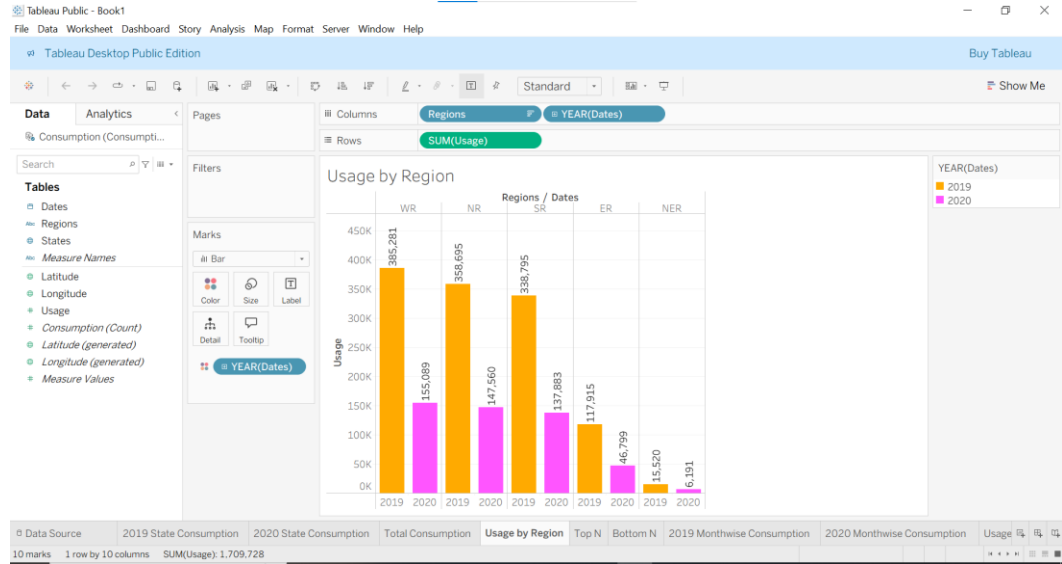 Tableau Public - Book1
File Data Worksheet Dashboard Story Analysis Map Format Server Window Help
Tableau Desktop Public Edition
Buy Tableau
Standard
Show Me
Data
Analytics
Pages
Columns
Regions
YEAR(Dates)
Consumption (Consumpti...
Rows
SUM(Usage)
Search
Filters
Tables
Dates
Abc Regions
States
Abc Measure Names
Latitude
Longitude
Usage
Consumption (Count)
Latitude (generated)
Longitude (generated)
Measure Values
Marks
Bar
Color
Size
Label
Detail
Tooltip
YEAR(Dates)
Usage by Region
Regions / Dates
WR NR SR ER NER
450K
400K
350K
300K
250K
200K
150K
100K
50K
0K
Usage
385,281
155,089
358,695
147,560
338,795
137,883
117,915
46,799
15,520
6,191
2019 2020 2019 2020 2019 2020 2019 2020 2019 2020
YEAR(Dates)
2019
2020
Data Source 2019 State Consumption 2020 State Consumption Total Consumption Usage by Region Top N Bottom N 2019 Monthwise Consumption 2020 Monthwise Consumption Usage
10 marks 1 row by 10 columns SUM(Usage): 1,709,728